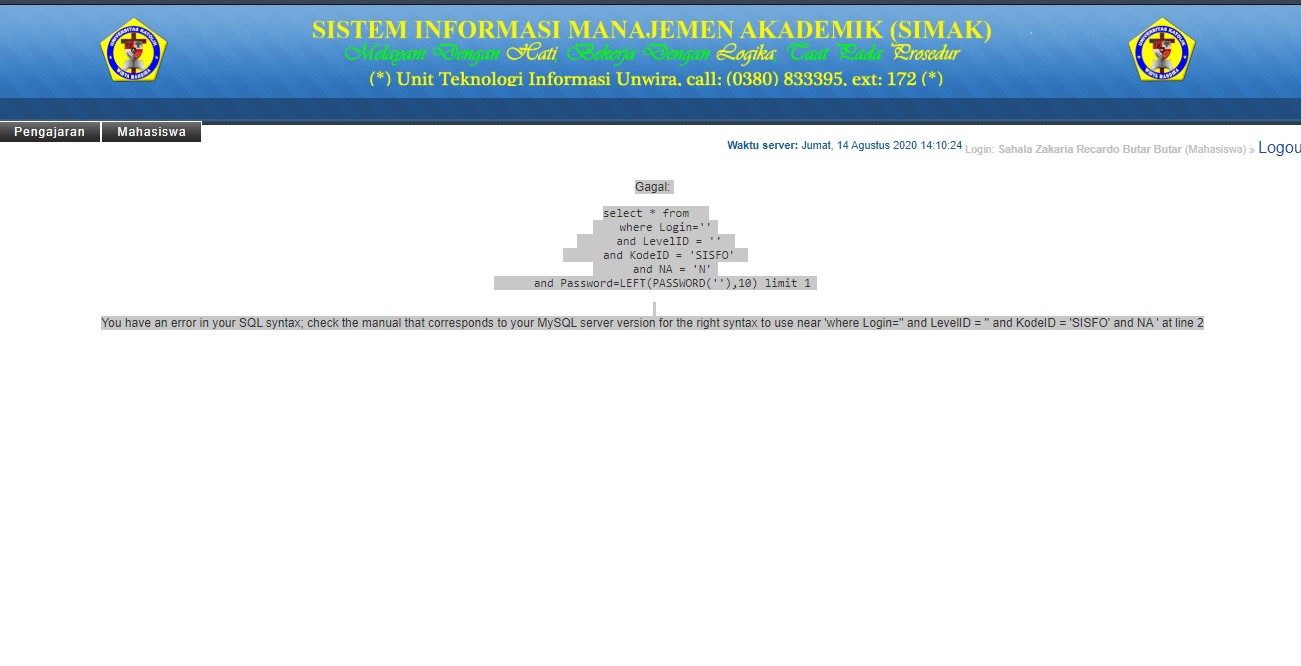 SISTEM INFORMASI MANAJEMEN AKADEMIK (SIMAK)
Melayani Dengan Hati, Bekerja Dengan Logika, Taat Pada Prosedur
(*) Unit Teknologi Informasi Unwira, call: (0380) 833395, ext: 172 (*)
UNIVERSITAS KATOLIK
WIDYA MANDIRA
UNIVERSITAS KATOLIK
WIDYA MANDIRA
Pengajaran
Mahasiswa
Waktu server: Jumat, 14 Agustus 2020 14:10:24 Login: Sahala Zakaria Recardo Butar Butar (Mahasiswa) » Logou
Gagal:
select * from
where Login=''
and LevelID = ''
and KodeID = 'SISFO'
and NA = 'N'
and Password=LEFT(PASSWORD(''),10) limit 1
You have an error in your SQL syntax; check the manual that corresponds to your MySQL server version for the right syntax to use near 'where Login='' and LevelID = '' and KodeID = 'SISFO' and NA ' at line 2